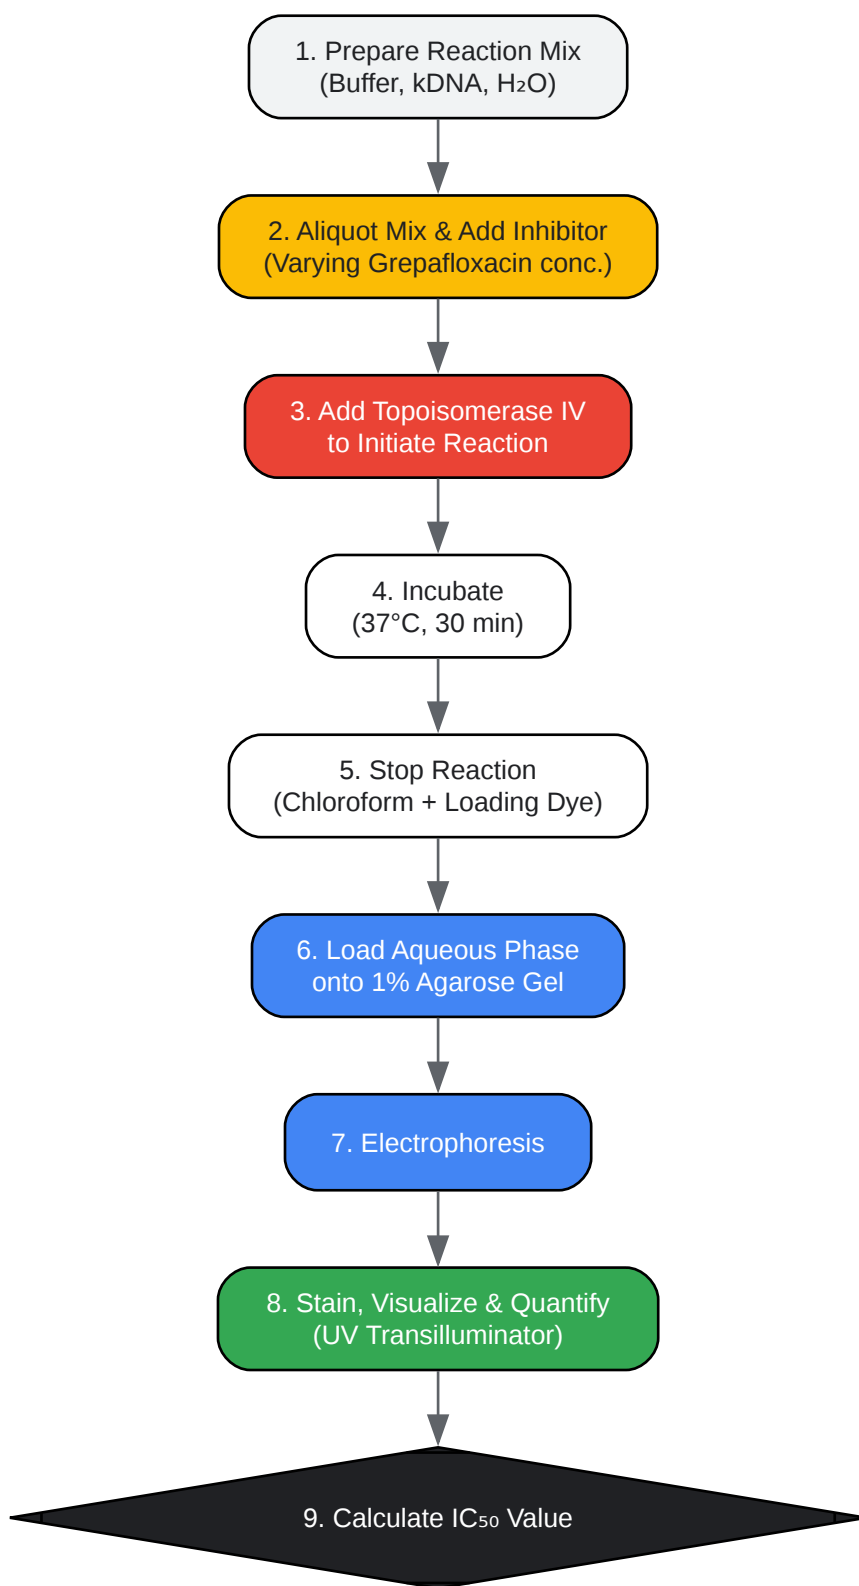 1. Prepare Reaction Mix
(Buffer, kDNA, H₂O)
2. Aliquot Mix & Add Inhibitor
(Varying Grepafloxacin conc.)
3. Add Topoisomerase IV
to Initiate Reaction
4. Incubate
(37°C, 30 min)
5. Stop Reaction
(Chloroform + Loading Dye)
6. Load Aqueous Phase
onto 1% Agarose Gel
7. Electrophoresis
8. Stain, Visualize & Quantify
(UV Transilluminator)
9. Calculate IC₅₀ Value